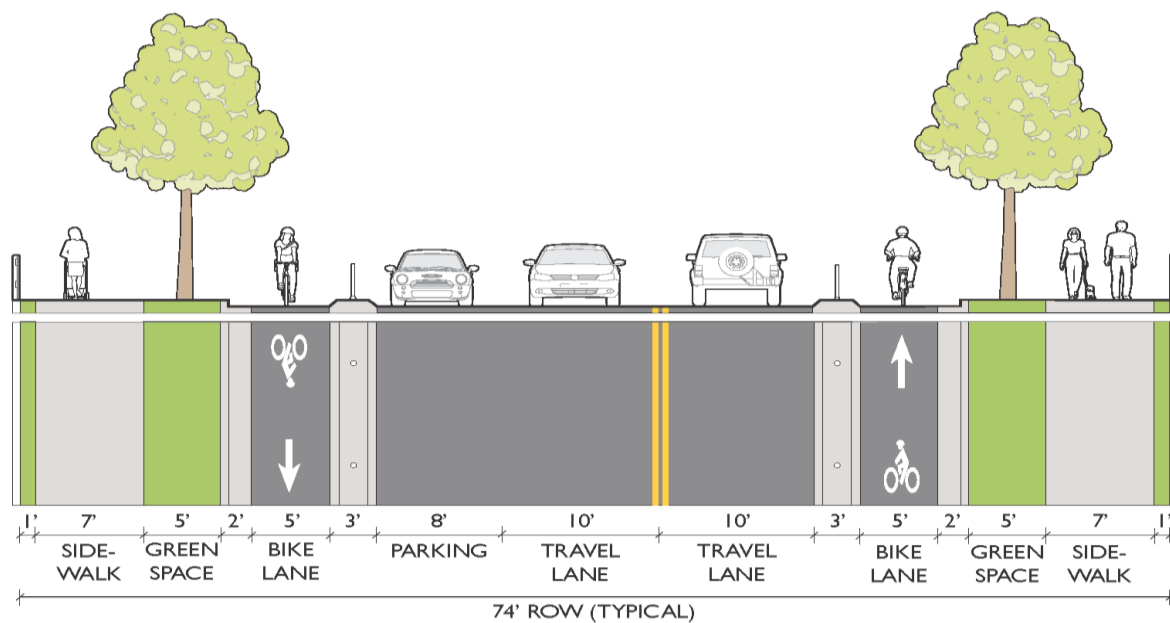 1' 7' 5' 2' 5' 3' 8' 10' 10' 3' 5' 2' 5' 7' 1'
SIDE-WALK GREEN SPACE BIKE LANE PARKING TRAVEL LANE TRAVEL LANE BIKE LANE GREEN SPACE SIDE-WALK
74' ROW (TYPICAL)